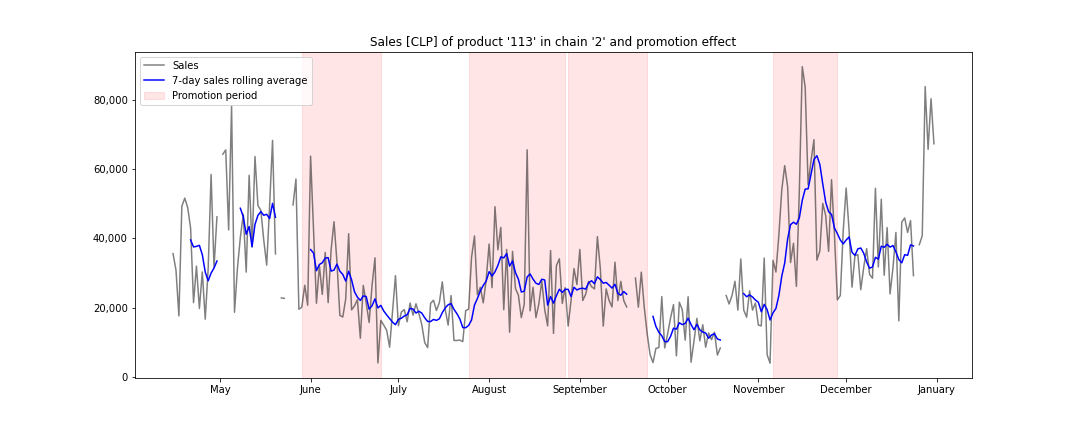 Sales [CLP] of product '113' in chain '2' and promotion effect
Sales
7-day sales rolling average
Promotion period
80,000
60,000
40,000
20,000
0
May June July August September October November December January